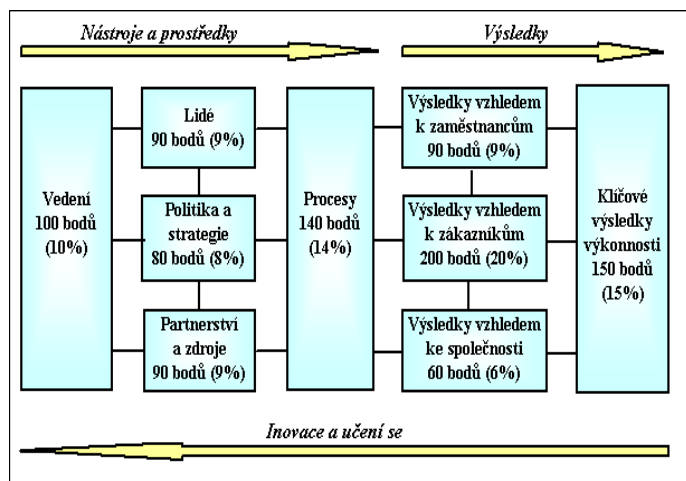 Nástroje a prostředky
Výsledky
Vedení
100 bodů
(10%)
Lidé
90 bodů (9%)
Politika a
strategie
80 bodů (8%)
Partnerství
a zdroje
90 bodů (9%)
Procesy
140 bodů
(14%)
Výsledky vzhledem
k zaměstnancům
90 bodů (9%)
Výsledky vzhledem
k zákazníkům
200 bodů (20%)
Výsledky vzhledem
ke společnosti
60 bodů (6%)
Klíčové
výsledky
výkonnosti
150 bodů
(15%)
Inovace a učení se